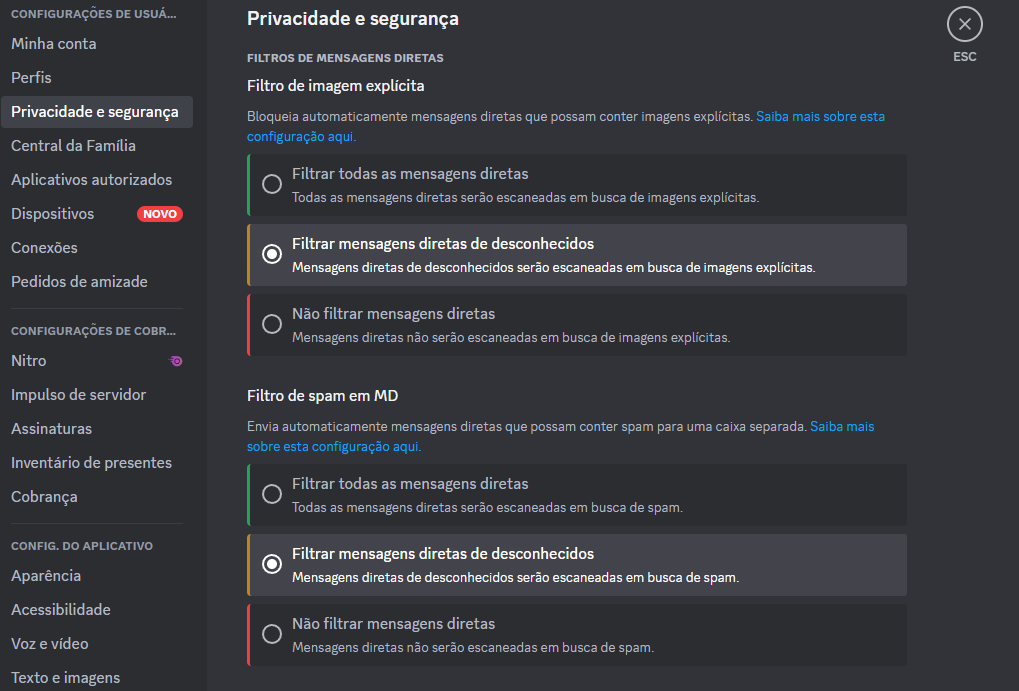 CONFIGURAÇÕES DE USUÁ...
Minha conta
Perfis
Privacidade e segurança
Central da Família
Aplicativos autorizados
Dispositivos NOVO
Conexões
Pedidos de amizade
CONFIGURAÇÕES DE COBR...
Nitro
Impulso de servidor
Assinaturas
Inventário de presentes
Cobrança
CONFIG. DO APLICATIVO
Aparência
Acessibilidade
Voz e vídeo
Texto e imagens
Privacidade e segurança
ESC
FILTROS DE MENSAGENS DIRETAS
Filtro de imagem explícita
Bloqueia automaticamente mensagens diretas que possam conter imagens explícitas. Saiba mais sobre esta
configuração aqui.
Filtrar todas as mensagens diretas
Todas as mensagens diretas serão escaneadas em busca de imagens explícitas.
Filtrar mensagens diretas de desconhecidos
Mensagens diretas de desconhecidos serão escaneadas em busca de imagens explícitas.
Não filtrar mensagens diretas
Mensagens diretas não serão escaneadas em busca de imagens explícitas.
Filtro de spam em MD
Envia automaticamente mensagens diretas que possam conter spam para uma caixa separada. Saiba mais
sobre esta configuração aqui.
Filtrar todas as mensagens diretas
Todas as mensagens diretas serão escaneadas em busca de spam.
Filtrar mensagens diretas de desconhecidos
Mensagens diretas de desconhecidos serão escaneadas em busca de spam.
Não filtrar mensagens diretas
Mensagens diretas não serão escaneadas em busca de spam.